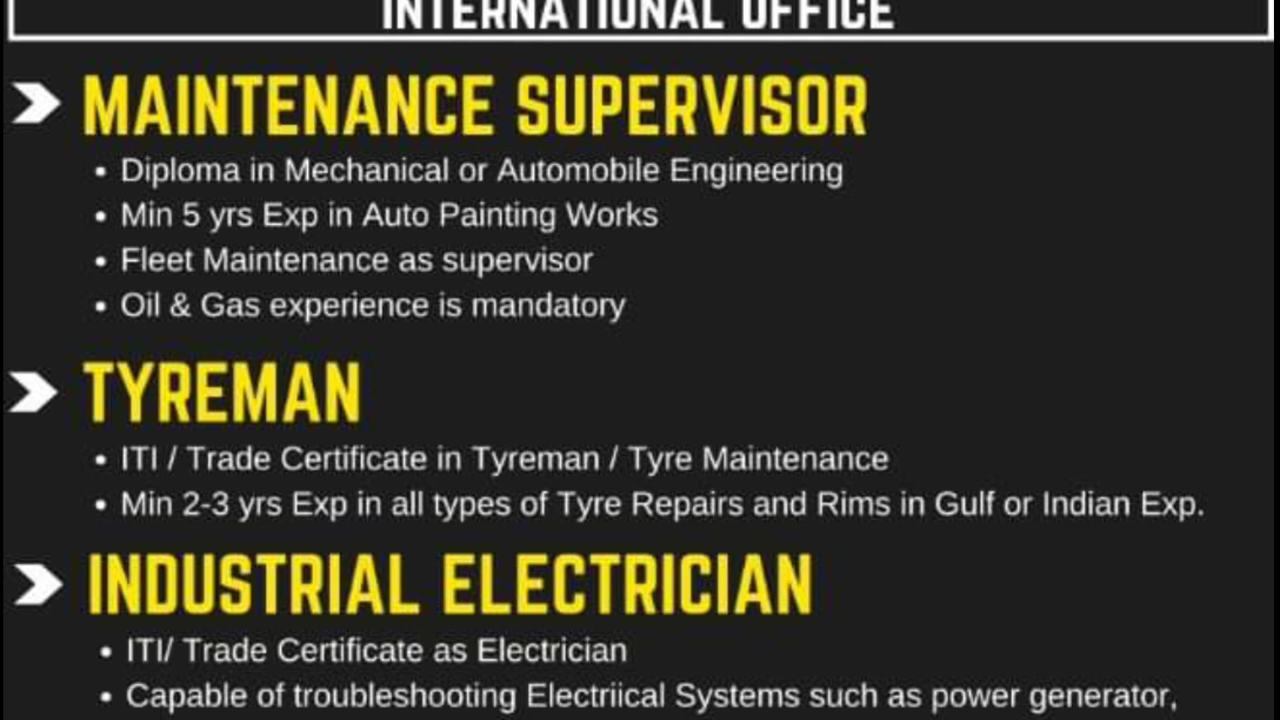 INTERNATIONAL OFFICE
MAINTENANCE SUPERVISOR
• Diploma in Mechanical or Automobile Engineering
• Min 5 yrs Exp in Auto Painting Works
• Fleet Maintenance as supervisor
• Oil & Gas experience is mandatory
TYREMAN
• ITI / Trade Certificate in Tyreman / Tyre Maintenance
• Min 2-3 yrs Exp in all types of Tyre Repairs and Rims in Gulf or Indian Exp.
INDUSTRIAL ELECTRICIAN
• ITI/ Trade Certificate as Electrician
• Capable of troubleshooting Electriical Systems such as power generator,